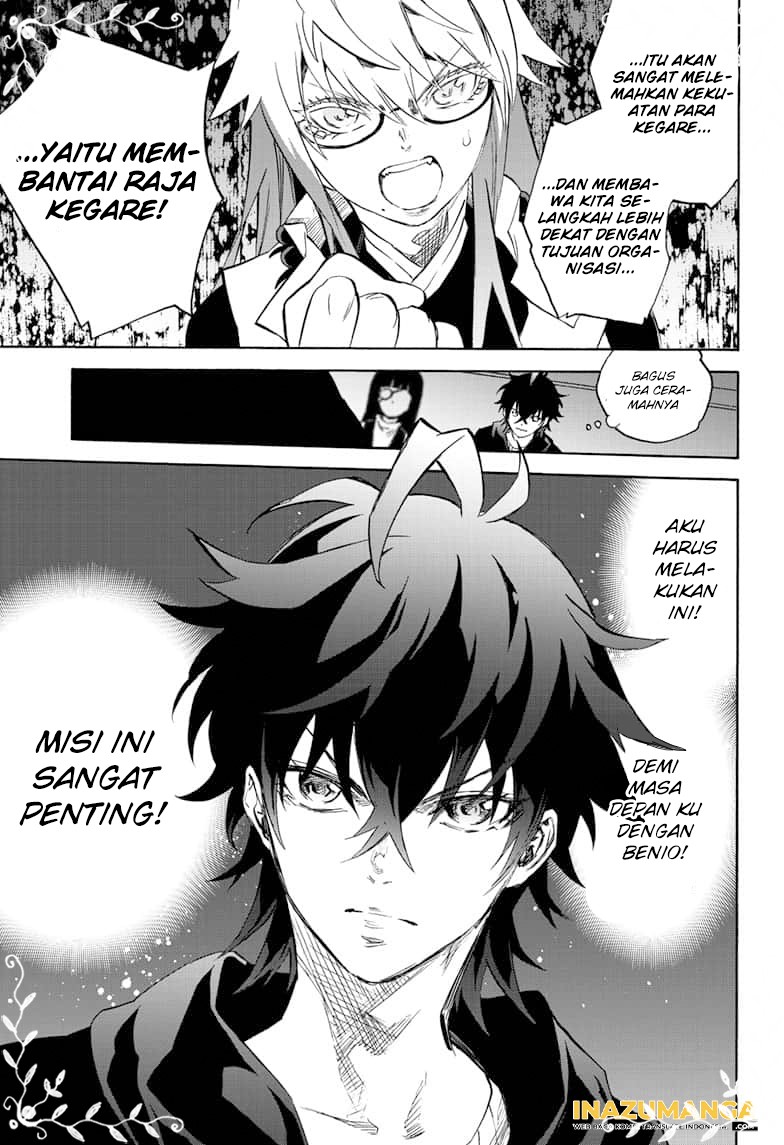 ...ITU AKAN
SANGAT MELE-
MAHKAN KEKU-
ATAN PARA
KEGARE...
...DAN MEMBA-
WA KITA SE-
LANGKAH LEBIH
DEKAT DENGAN
TUJUAN ORGA-
NISASI...
...YAITU MEM-
BANTAI RAJA
KEGARE!
BAGUS
JUGA CERA-
MAHNYA
AKU
HARUS
MELA-
KUKAN
INI!
DEMI
MASA
DEPAN KU
DENGAN
BENIO!
MISI INI
SANGAT
PENTING!
INAZUMANGA